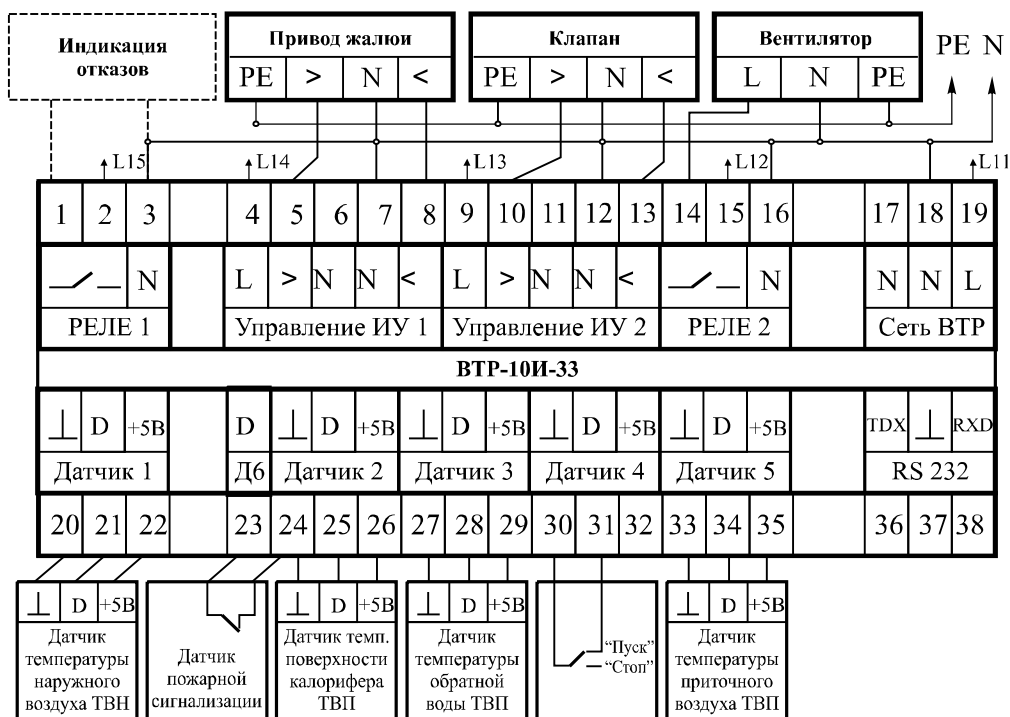 Индикация
отказов
Привод жалюи
PE > N <
Клапан
PE > N <
Вентилятор
L N PE
PE N
L15 L14 L13 L12 L11
1 2 3 4 5 6 7 8 9 10 11 12 13 14 15 16 17 18 19
N L > N N < L > N N < N N N L
РЕЛЕ 1 Управление ИУ 1 Управление ИУ 2 РЕЛЕ 2 Сеть ВТР
ВТР-10И-33
⊥ D +5В D ⊥ D +5В ⊥ D +5В ⊥ D +5В ⊥ D +5В TDX ⊥ RXD
Датчик 1 Д6 Датчик 2 Датчик 3 Датчик 4 Датчик 5 RS 232
20 21 22 23 24 25 26 27 28 29 30 31 32 33 34 35 36 37 38
⊥ D +5В
Датчик
температуры
наружного
воздуха ТВН
Датчик
пожарной
сигнализации
⊥ D +5В
Датчик темп.
поверхности
калорифера
ТВП
⊥ D +5В
Датчик
температуры
обратной
воды ТВП
“Пуск”
“Стоп”
⊥ D +5В
Датчик
температуры
приточного
воздуха ТВП